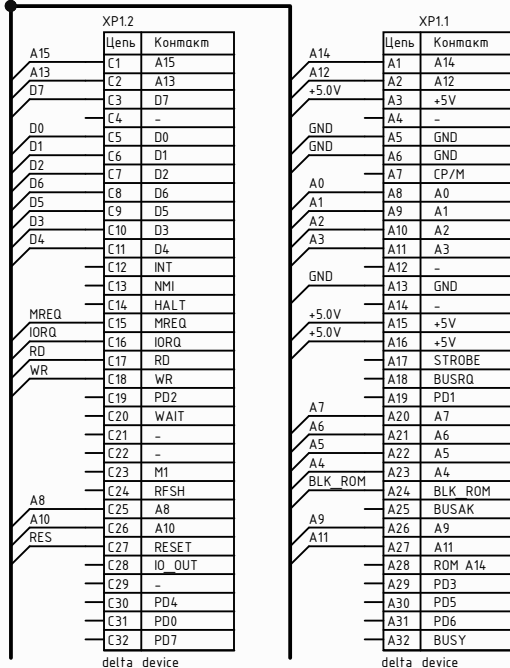 XP1.2
Цепь Контакт
A15 C1 A15
A13 C2 A13
D7 C3 D7
C4 -
D0 C5 D0
D1 C6 D1
D2 C7 D2
D6 C8 D6
D5 C9 D5
D3 C10 D3
D4 C11 D4
C12 INT
C13 NMI
C14 HALT
MREQ C15 MREQ
IORQ C16 IORQ
RD C17 RD
WR C18 WR
C19 PD2
C20 WAIT
C21 -
C22 -
C23 M1
C24 RFSH
A8 C25 A8
A10 C26 A10
RES C27 RESET
C28 IO_OUT
C29 -
C30 PD4
C31 PD0
C32 PD7
delta device
XP1.1
Цепь Контакт
A14 A1 A14
A12 A2 A12
+5.0V A3 +5V
A4 -
GND A5 GND
GND A6 GND
A7 CP/M
A0 A8 A0
A1 A9 A1
A2 A10 A2
A3 A11 A3
A12 -
GND A13 GND
A14 -
+5.0V A15 +5V
+5.0V A16 +5V
A17 STROBE
A18 BUSRQ
A19 PD1
A7 A20 A7
A6 A21 A6
A5 A22 A5
A4 A23 A4
BLK_ROM A24 BLK_ROM
A25 BUSAK
A9 A26 A9
A11 A27 A11
A28 ROM A14
A29 PD3
A30 PD5
A31 PD6
A32 BUSY
delta device